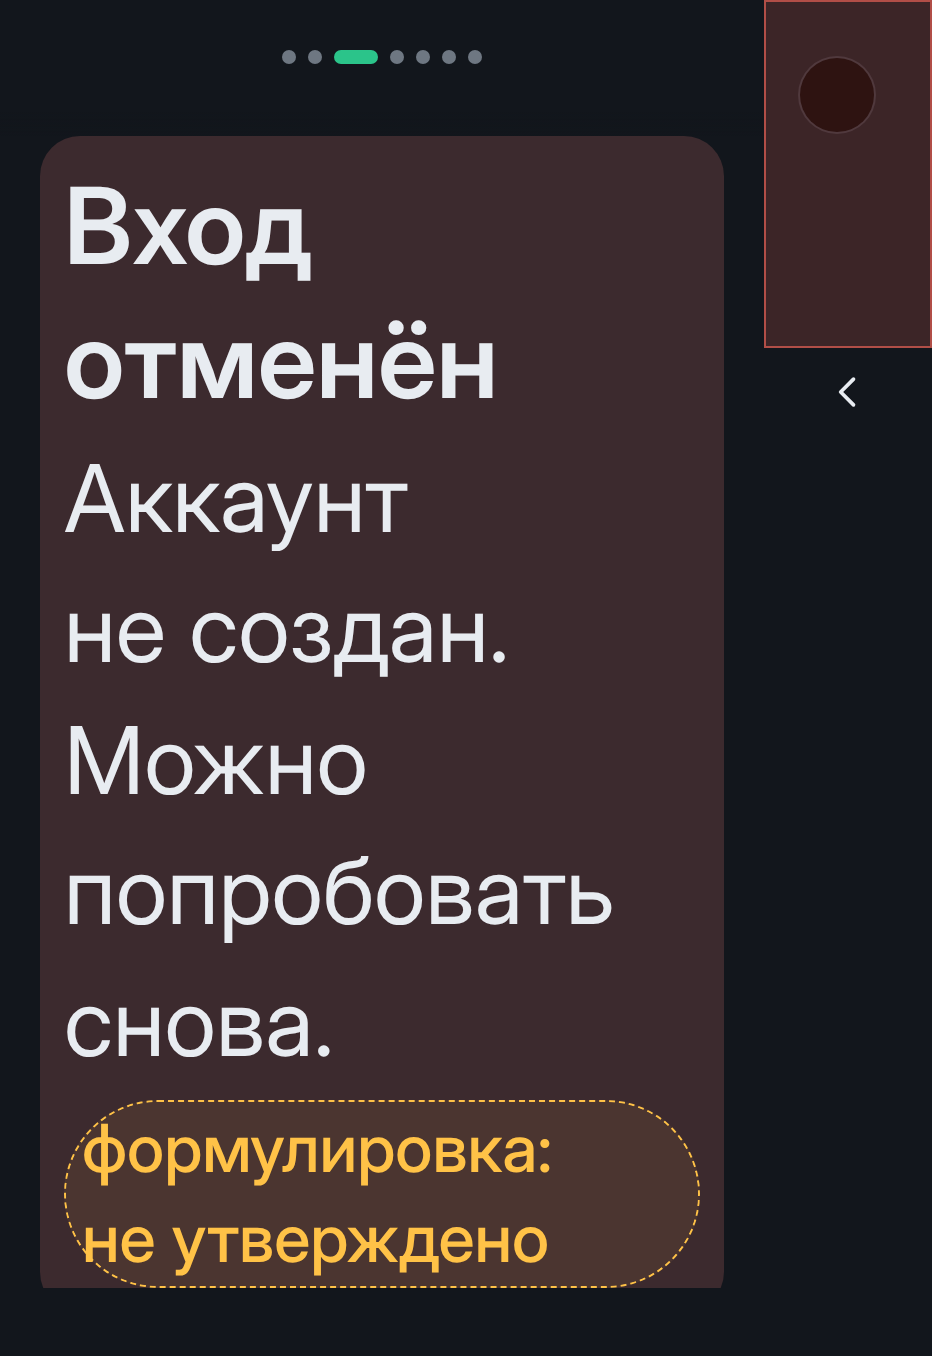 Вход
отменён
Аккаунт
не создан.
Можно
попробовать
снова.
формулировка:
не утверждено